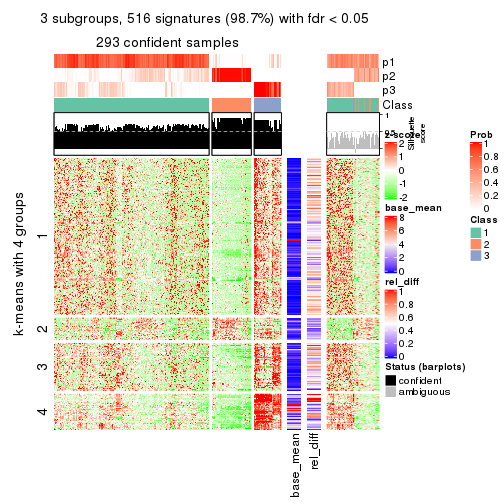 3 subgroups, 516 signatures (98.7%) with fdr < 0.05
293 confident samples
p1
p2
p3
Class
1
0.5
Silhouette
score
k-means with 4 groups
1
2
3
4
base_mean
rel_diff
z-score
2
1
0
-1
-2
base_mean
8
6
4
2
0
rel_diff
1
0.8
0.6
0.4
0.2
0
Status (barplots)
confident
ambiguous
Prob
1
0.8
0.6
0.4
0.2
0
Class
1
2
3